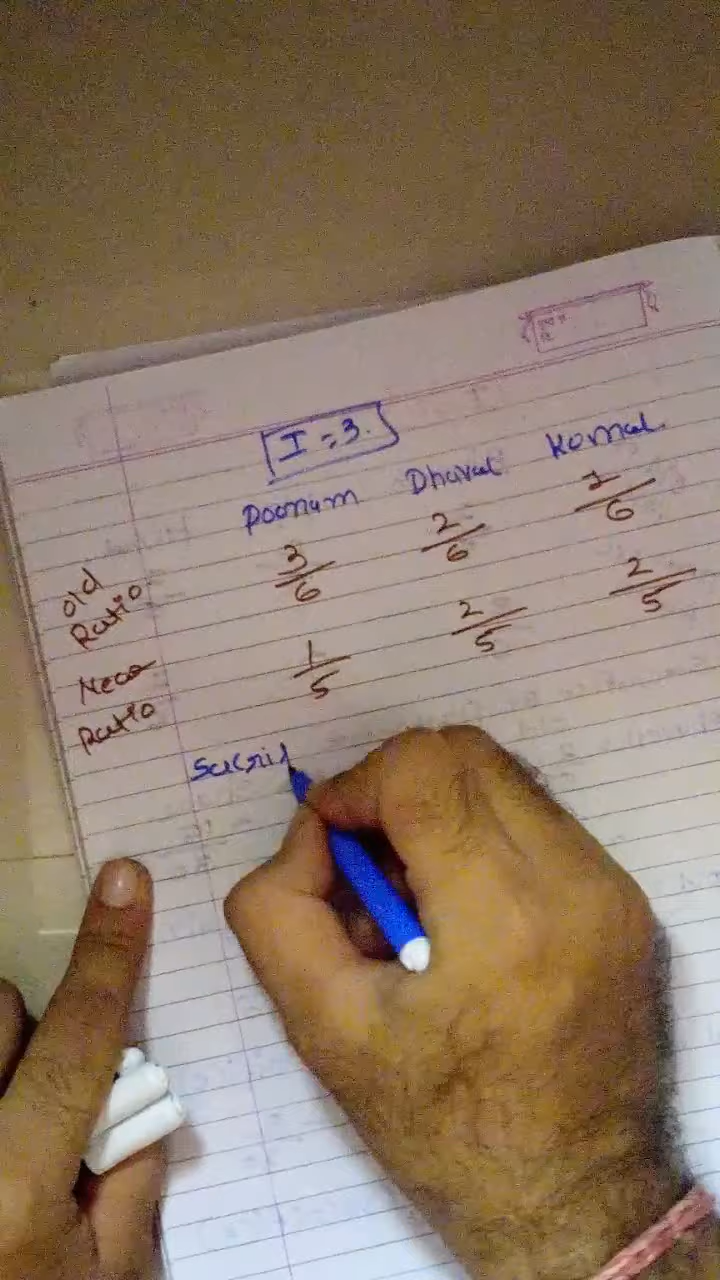 I = 3.
Poonam Dhaval Komal
Old Ratio 3/6 2/6 1/6
New Ratio 1/5 2/5 2/5
Sacrif